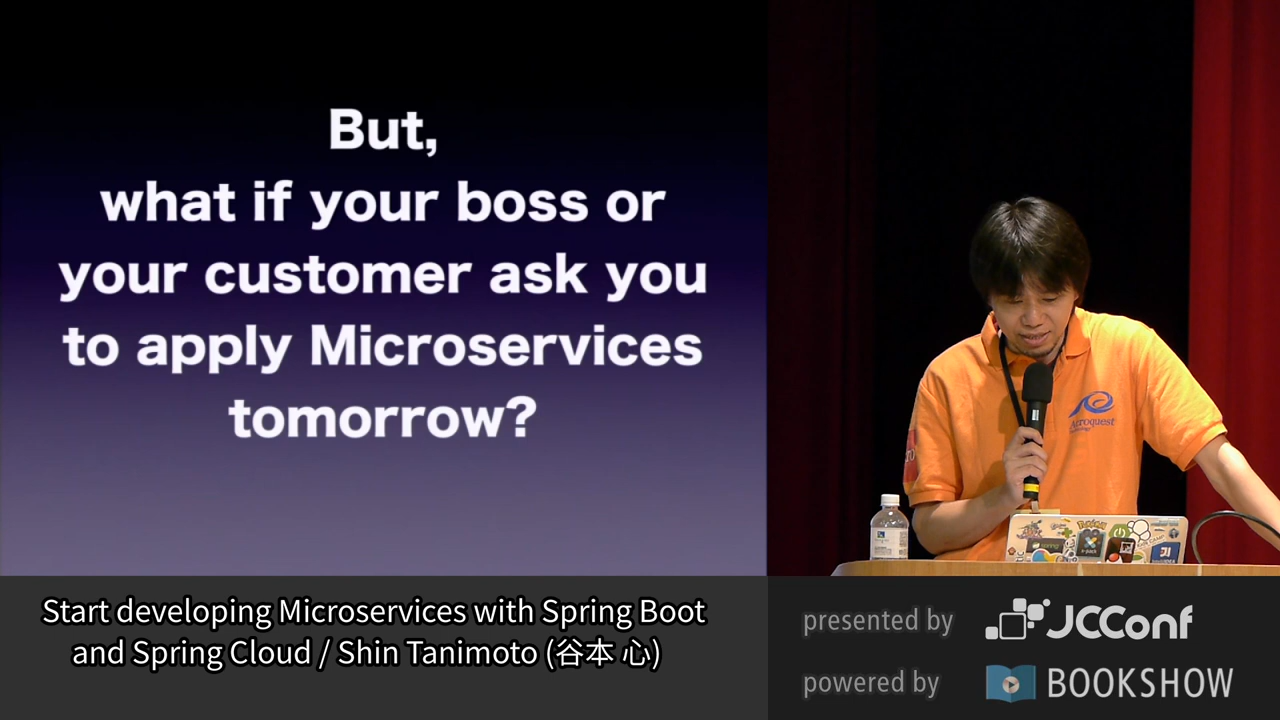 But,
what if your boss or
your customer ask you
to apply Microservices
tomorrow?
Acroquest
spring
Start developing Microservices with Spring Boot
and Spring Cloud / Shin Tanimoto (谷本 心)
presented by JCConf
powered by BOOKSHOW